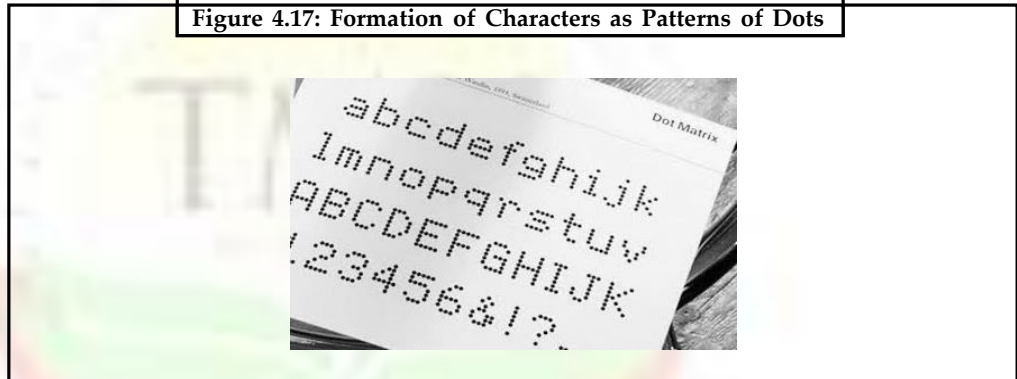 Figure 4.17: Formation of Characters as Patterns of Dots
Dot Matrix
abcdefghijk
lmnopqrstuv
ABCDEFGHIJK
23456&!?.